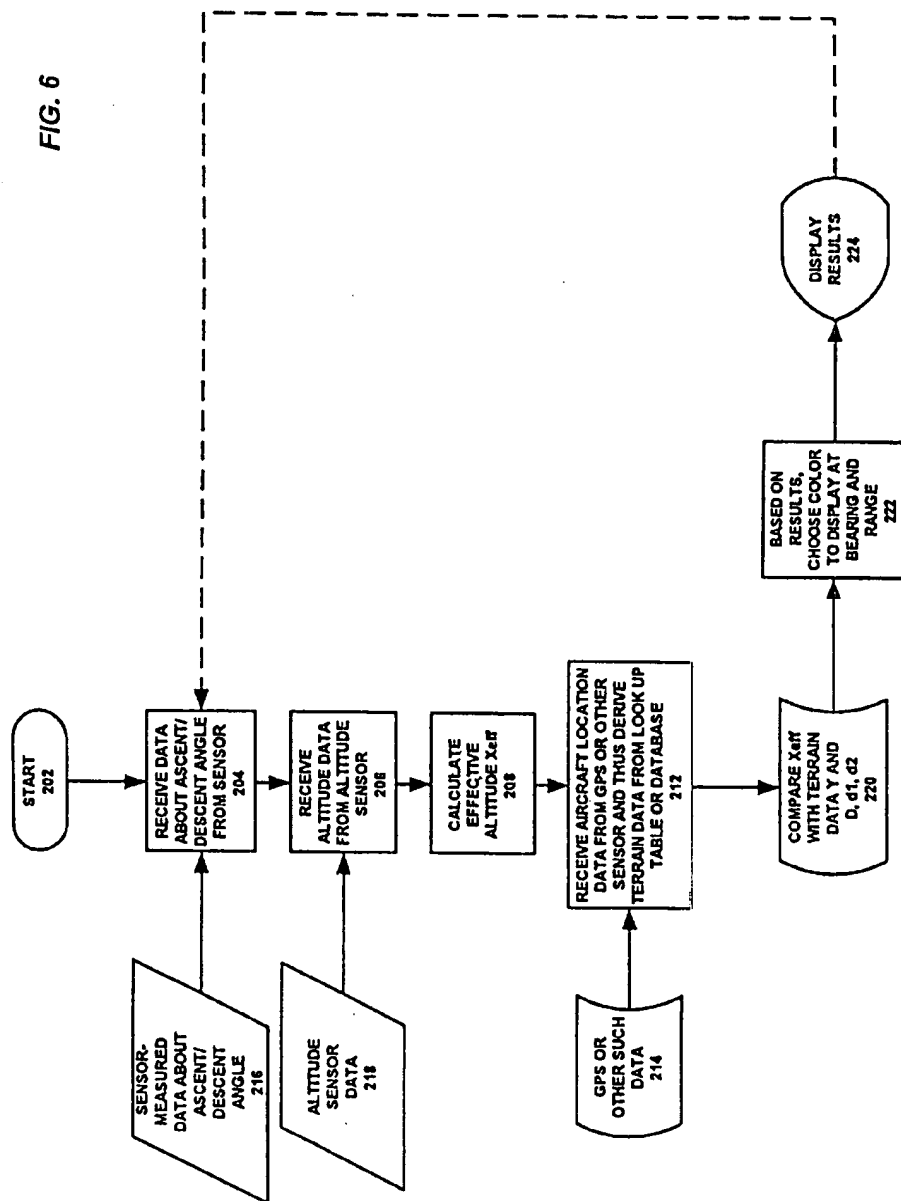 FIG. 6
START
202
RECEIVE DATA
ABOUT ASCENT/
DESCENT ANGLE
FROM SENSOR
204
SENSOR-
MEASURED
DATA ABOUT
ASCENT/
DESCENT
ANGLE
216
RECEIVE
ALTITUDE DATA
FROM ALTITUDE
SENSOR
206
ALTITUDE
SENSOR
DATA
218
CALCULATE
EFFECTIVE
ALTITUDE Xeff
208
RECEIVE AIRCRAFT LOCATION
DATA FROM GPS OR OTHER
SENSOR AND THUS DERIVE
TERRAIN DATA FROM LOOK UP
TABLE OR DATABASE
212
GPS OR
OTHER SUCH
DATA
214
COMPARE Xeff
WITH TERRAIN
DATA Y AND
D, d1, d2
220
BASED ON
RESULTS,
CHOOSE COLOR
TO DISPLAY AT
BEARING AND
RANGE
222
DISPLAY
RESULTS
224